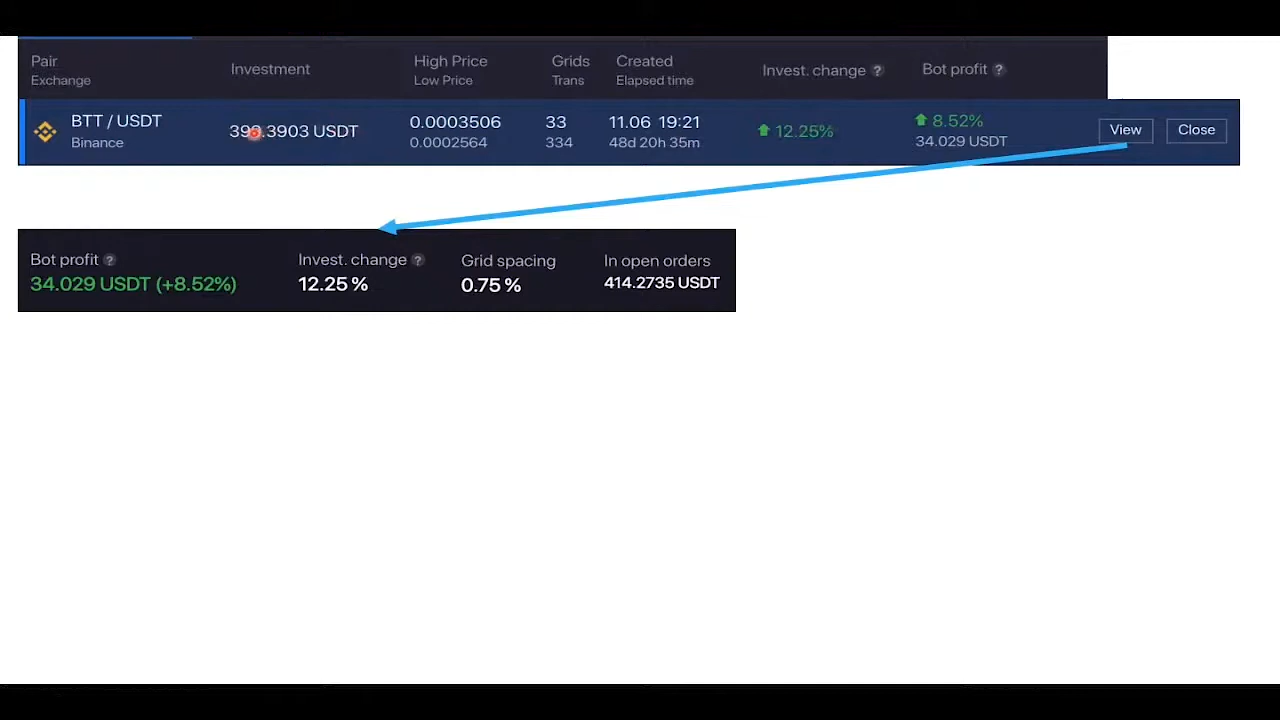 Pair Investment High Price Grids Created Invest. change ? Bot profit ?
Exchange Low Price Trans Elapsed time
BTT / USDT USDT 0.0003506 33 11.06 19:21 12.25% 8.52% View Close
Binance 0.0002564 334 48d 20h 35m 34.029 USDT
Bot profit ? Invest. change ? Grid spacing In open orders
34.029 USDT (+8.52%) 12.25 % 0.75 % 414.2735 USDT